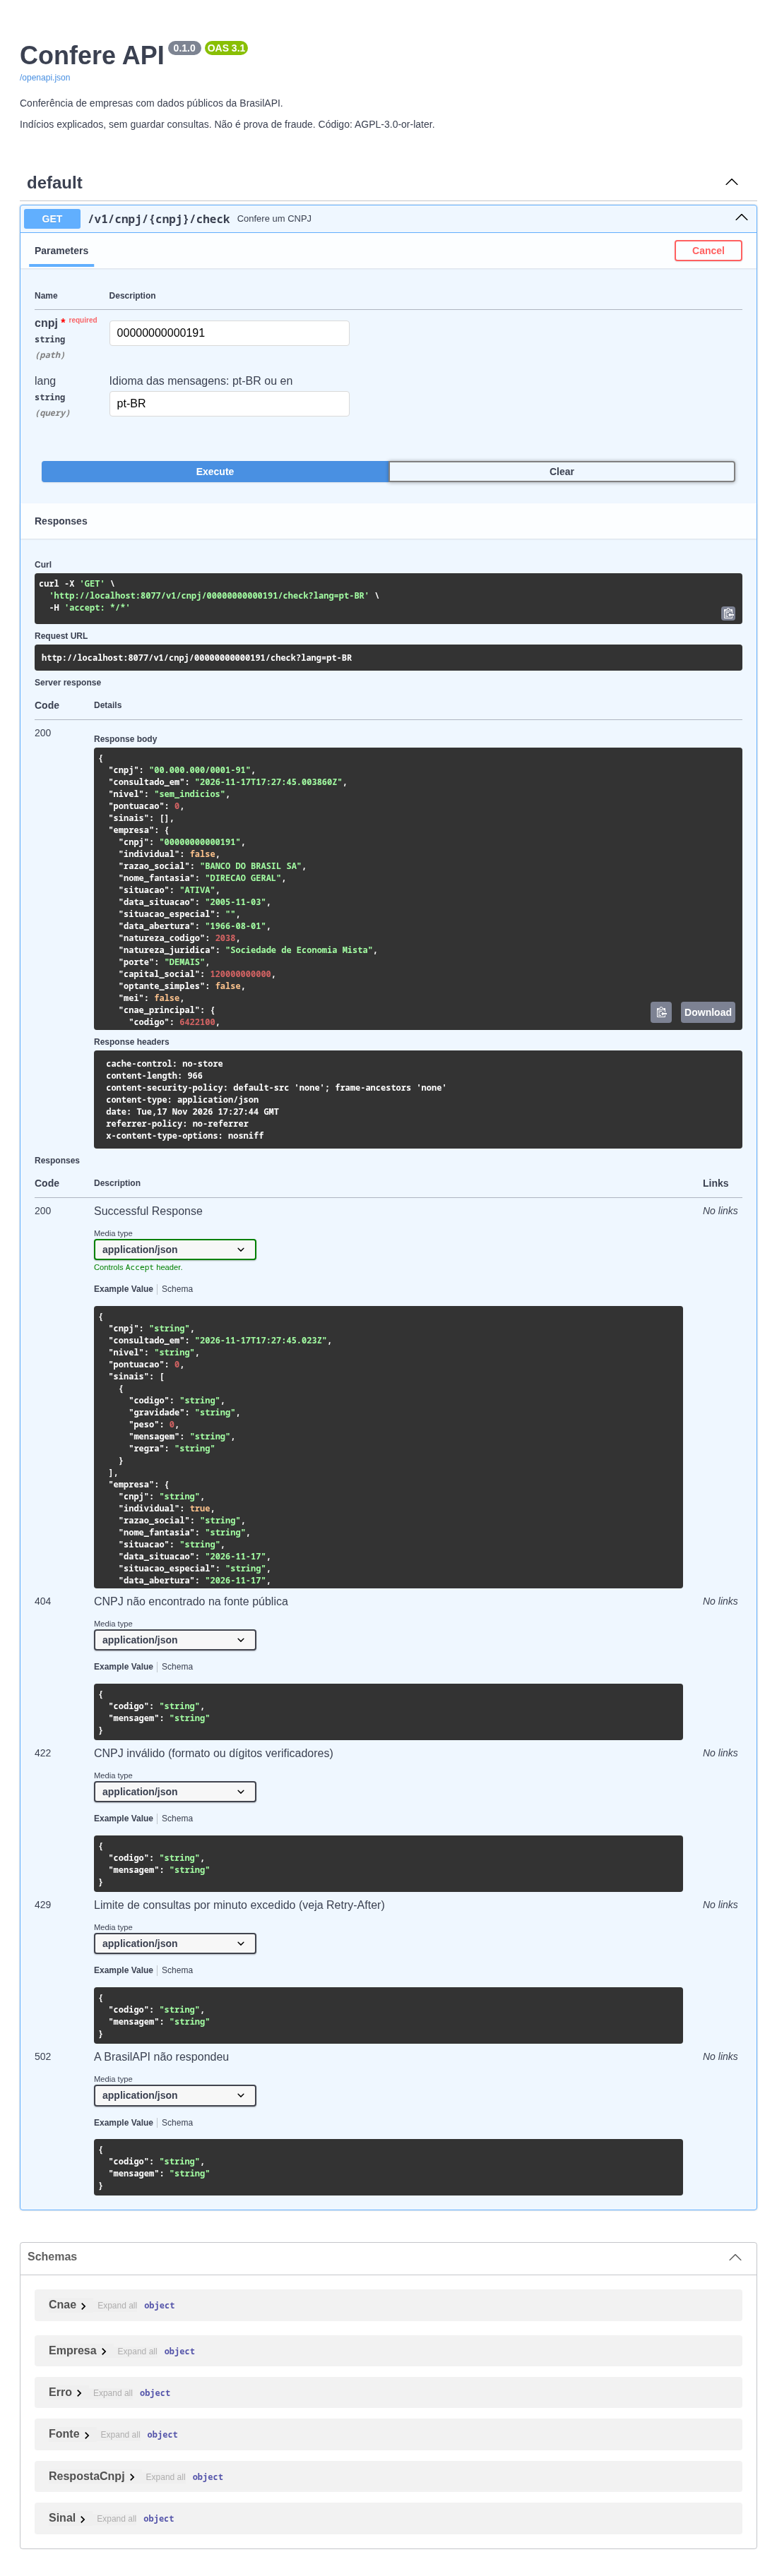 Confere API 0.1.0 OAS 3.1
/openapi.json
Conferência de empresas com dados públicos da BrasilAPI.
Indícios explicados, sem guardar consultas. Não é prova de fraude. Código: AGPL-3.0-or-later.
default
GET /v1/cnpj/{cnpj}/check Confere um CNPJ
Parameters Cancel
Name Description
cnpj * required
string
(path)
00000000000191
lang
string
(query)
Idioma das mensagens: pt-BR ou en
pt-BR
Execute Clear
Responses
Curl
curl -X 'GET' \
'http://localhost:8077/v1/cnpj/00000000000191/check?lang=pt-BR' \
-H 'accept: */*'
Request URL
http://localhost:8077/v1/cnpj/00000000000191/check?lang=pt-BR
Server response
Code Details
200
Response body
{
"cnpj": "00.000.000/0001-91",
"consultado_em": "2026-11-17T17:27:45.003860Z",
"nivel": "sem_indicios",
"pontuacao": 0,
"sinais": [],
"empresa": {
"cnpj": "00000000000191",
"individual": false,
"razao_social": "BANCO DO BRASIL SA",
"nome_fantasia": "DIRECAO GERAL",
"situacao": "ATIVA",
"data_situacao": "2005-11-03",
"situacao_especial": "",
"data_abertura": "1966-08-01",
"natureza_codigo": 2038,
"natureza_juridica": "Sociedade de Economia Mista",
"porte": "DEMAIS",
"capital_social": 120000000000,
"optante_simples": false,
"mei": false,
"cnae_principal": {
"codigo": 6422100,
Download
Response headers
cache-control: no-store
content-length: 966
content-security-policy: default-src 'none'; frame-ancestors 'none'
content-type: application/json
date: Tue,17 Nov 2026 17:27:44 GMT
referrer-policy: no-referrer
x-content-type-options: nosniff
Responses
Code Description Links
200 Successful Response No links
Media type
application/json
Controls Accept header.
Example Value Schema
{
"cnpj": "string",
"consultado_em": "2026-11-17T17:27:45.023Z",
"nivel": "string",
"pontuacao": 0,
"sinais": [
{
"codigo": "string",
"gravidade": "string",
"peso": 0,
"mensagem": "string",
"regra": "string"
}
],
"empresa": {
"cnpj": "string",
"individual": true,
"razao_social": "string",
"nome_fantasia": "string",
"situacao": "string",
"data_situacao": "2026-11-17",
"situacao_especial": "string",
"data_abertura": "2026-11-17",
404 CNPJ não encontrado na fonte pública No links
Media type
application/json
Example Value Schema
{
"codigo": "string",
"mensagem": "string"
}
422 CNPJ inválido (formato ou dígitos verificadores) No links
Media type
application/json
Example Value Schema
{
"codigo": "string",
"mensagem": "string"
}
429 Limite de consultas por minuto excedido (veja Retry-After) No links
Media type
application/json
Example Value Schema
{
"codigo": "string",
"mensagem": "string"
}
502 A BrasilAPI não respondeu No links
Media type
application/json
Example Value Schema
{
"codigo": "string",
"mensagem": "string"
}
Schemas
Cnae Expand all object
Empresa Expand all object
Erro Expand all object
Fonte Expand all object
RespostaCnpj Expand all object
Sinal Expand all object